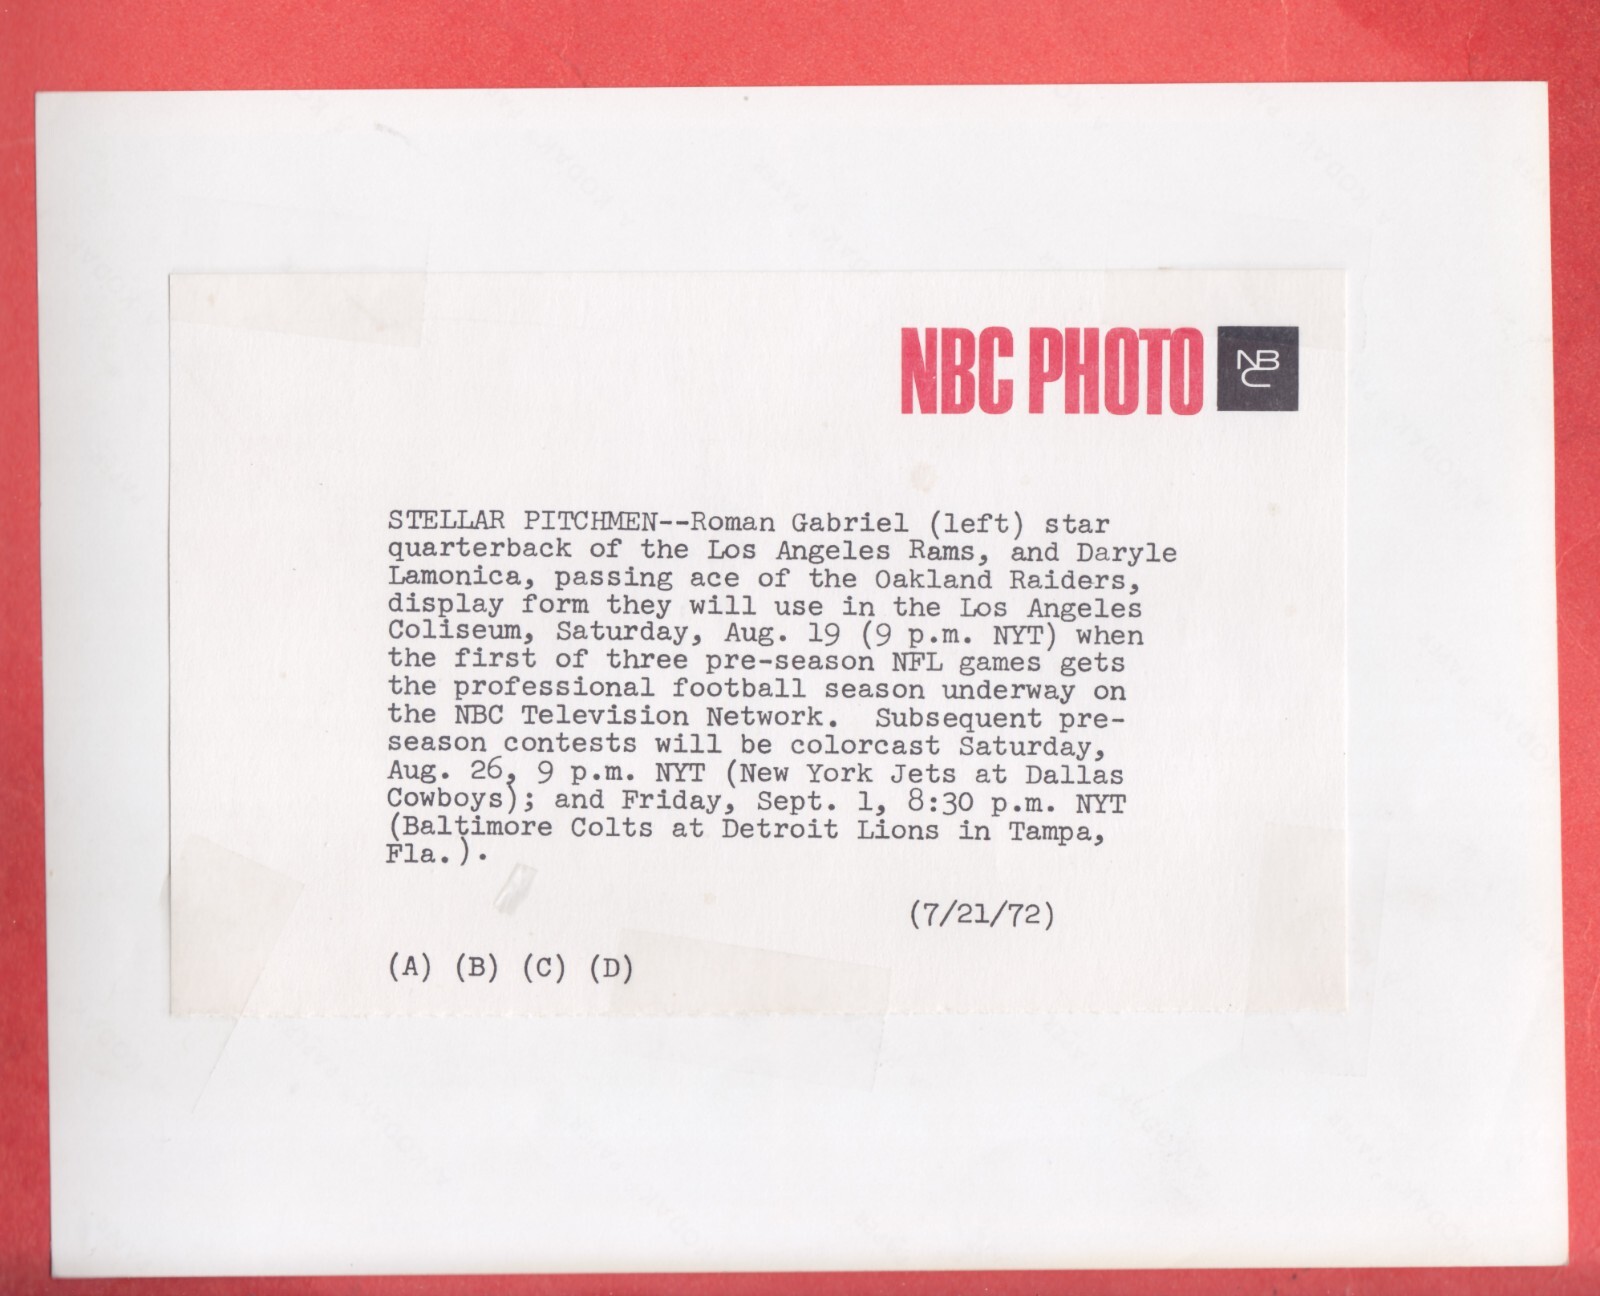 NBC PHOTO NBC
STELLAR PITCHMEN--Roman Gabriel (left) star
quarterback of the Los Angeles Rams, and Daryle
Lamonica, passing ace of the Oakland Raiders,
display form they will use in the Los Angeles
Coliseum, Saturday, Aug. 19 (9 p.m. NYT) when
the first of three pre-season NFL games gets
the professional football season underway on
the NBC Television Network.  Subsequent pre-
season contests will be colorcast Saturday,
Aug. 26, 9 p.m. NYT (New York Jets at Dallas
Cowboys); and Friday, Sept. 1, 8:30 p.m. NYT
(Baltimore Colts at Detroit Lions in Tampa,
Fla.).
(7/21/72)
(A) (B) (C) (D)